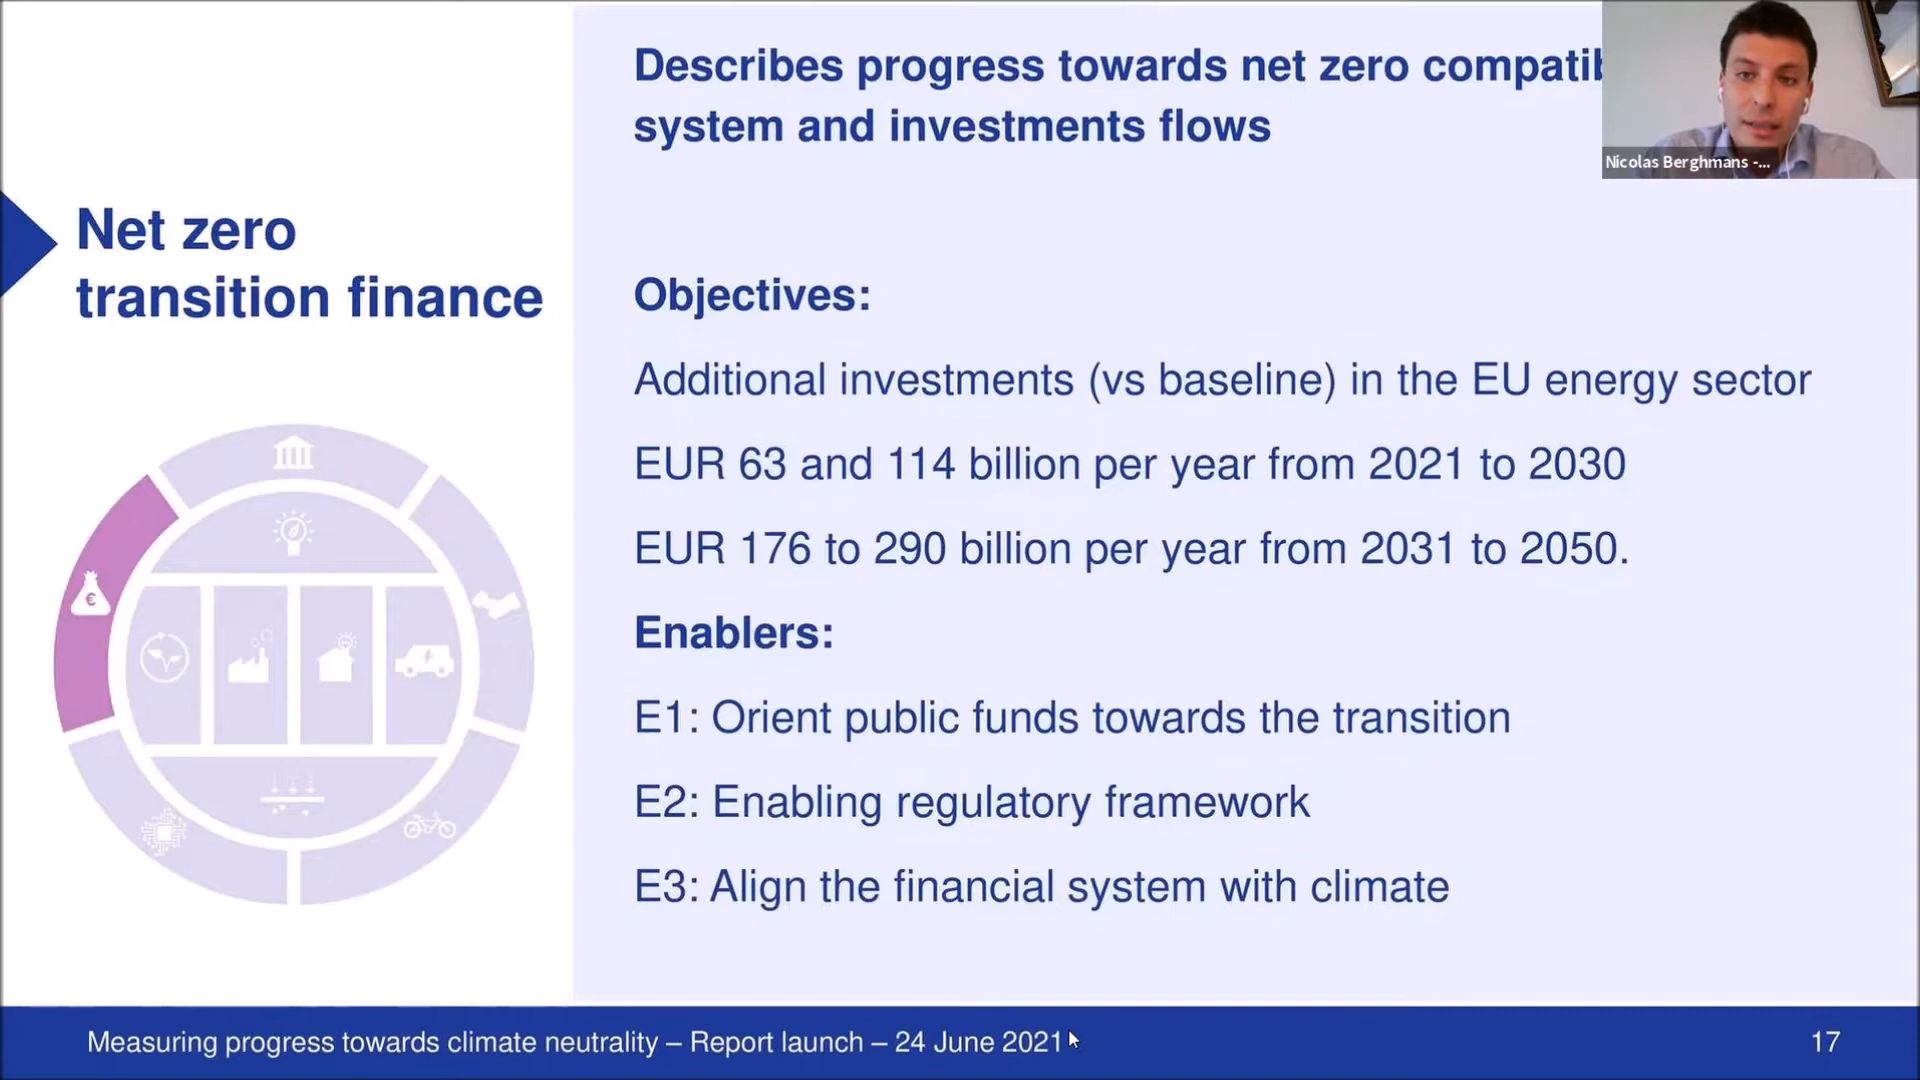 Describes progress towards net zero
system and investments flows
Nicolas Berghmans -...
Net zero
transition finance
Objectives:
Additional investments (vs baseline) in the EU energy sector
EUR 63 and 114 billion per year from 2021 to 2030
EUR 176 to 290 billion per year from 2031 to 2050.
Enablers:
E1: Orient public funds towards the transition
E2: Enabling regulatory framework
E3: Align the financial system with climate
€
Measuring progress towards climate neutrality – Report launch – 24 June 2021
17